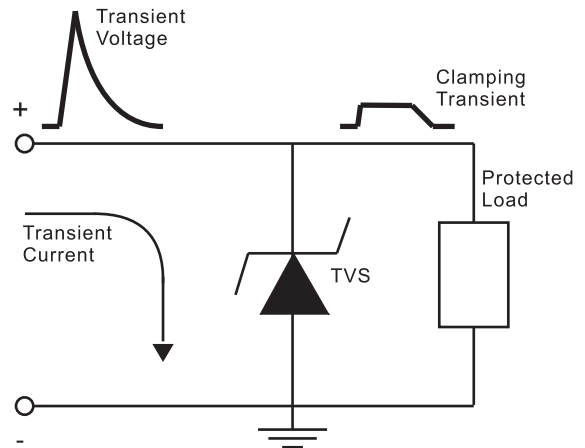 Transient
Voltage
Clamping
Transient
+
Protected
Load
Transient
Current
TVS
-